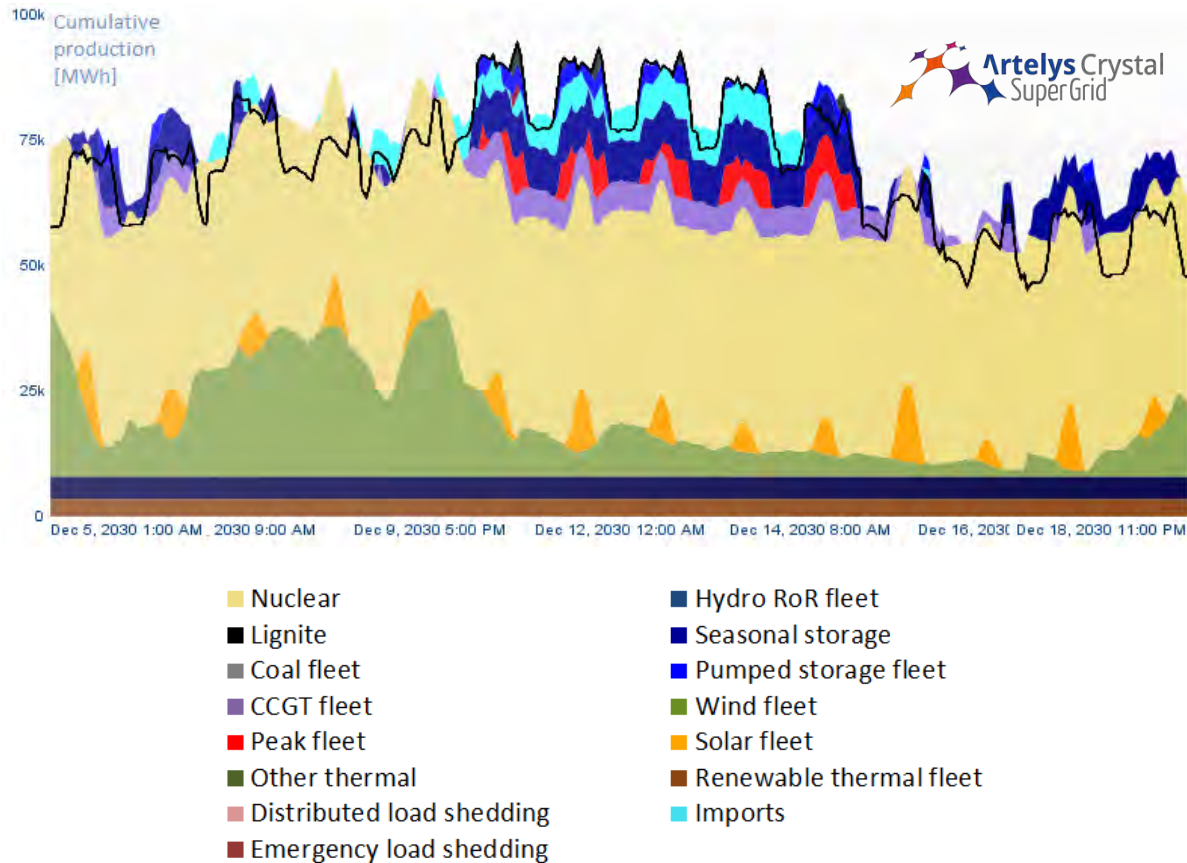 100k
Cumulative
production
[MWh]
Artelys Crystal
SuperGrid
75k
50k
25k
0
Dec 5, 2030 1:00 AM . 2030 9:00 AM Dec 9, 2030 5:00 PM Dec 12, 2030 12:00 AM Dec 14, 2030 8:00 AM Dec 16, 2030 Dec 18, 2030 11:00 PM
Nuclear
Lignite
Coal fleet
CCGT fleet
Peak fleet
Other thermal
Distributed load shedding
Emergency load shedding
Hydro RoR fleet
Seasonal storage
Pumped storage fleet
Wind fleet
Solar fleet
Renewable thermal fleet
Imports